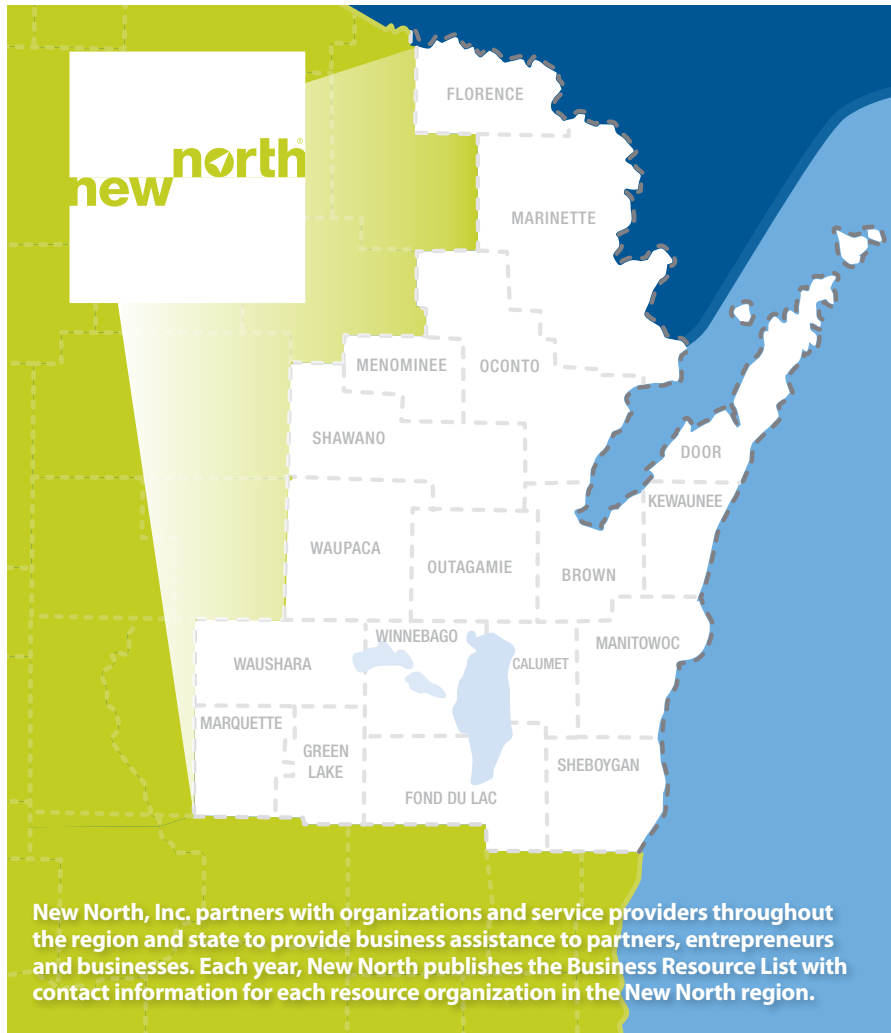 new north®
FLORENCE
MARINETTE
MENOMINEE
OCONTO
SHAWANO
DOOR
KEWAUNEE
WAUPACA
OUTAGAMIE
BROWN
WINNEBAGO
MANITOWOC
WAUSHARA
CALUMET
MARQUETTE
GREEN
LAKE
SHEBOYGAN
FOND DU LAC
New North, Inc. partners with organizations and service providers throughout
the region and state to provide business assistance to partners, entrepreneurs
and businesses. Each year, New North publishes the Business Resource List with
contact information for each resource organization in the New North region.